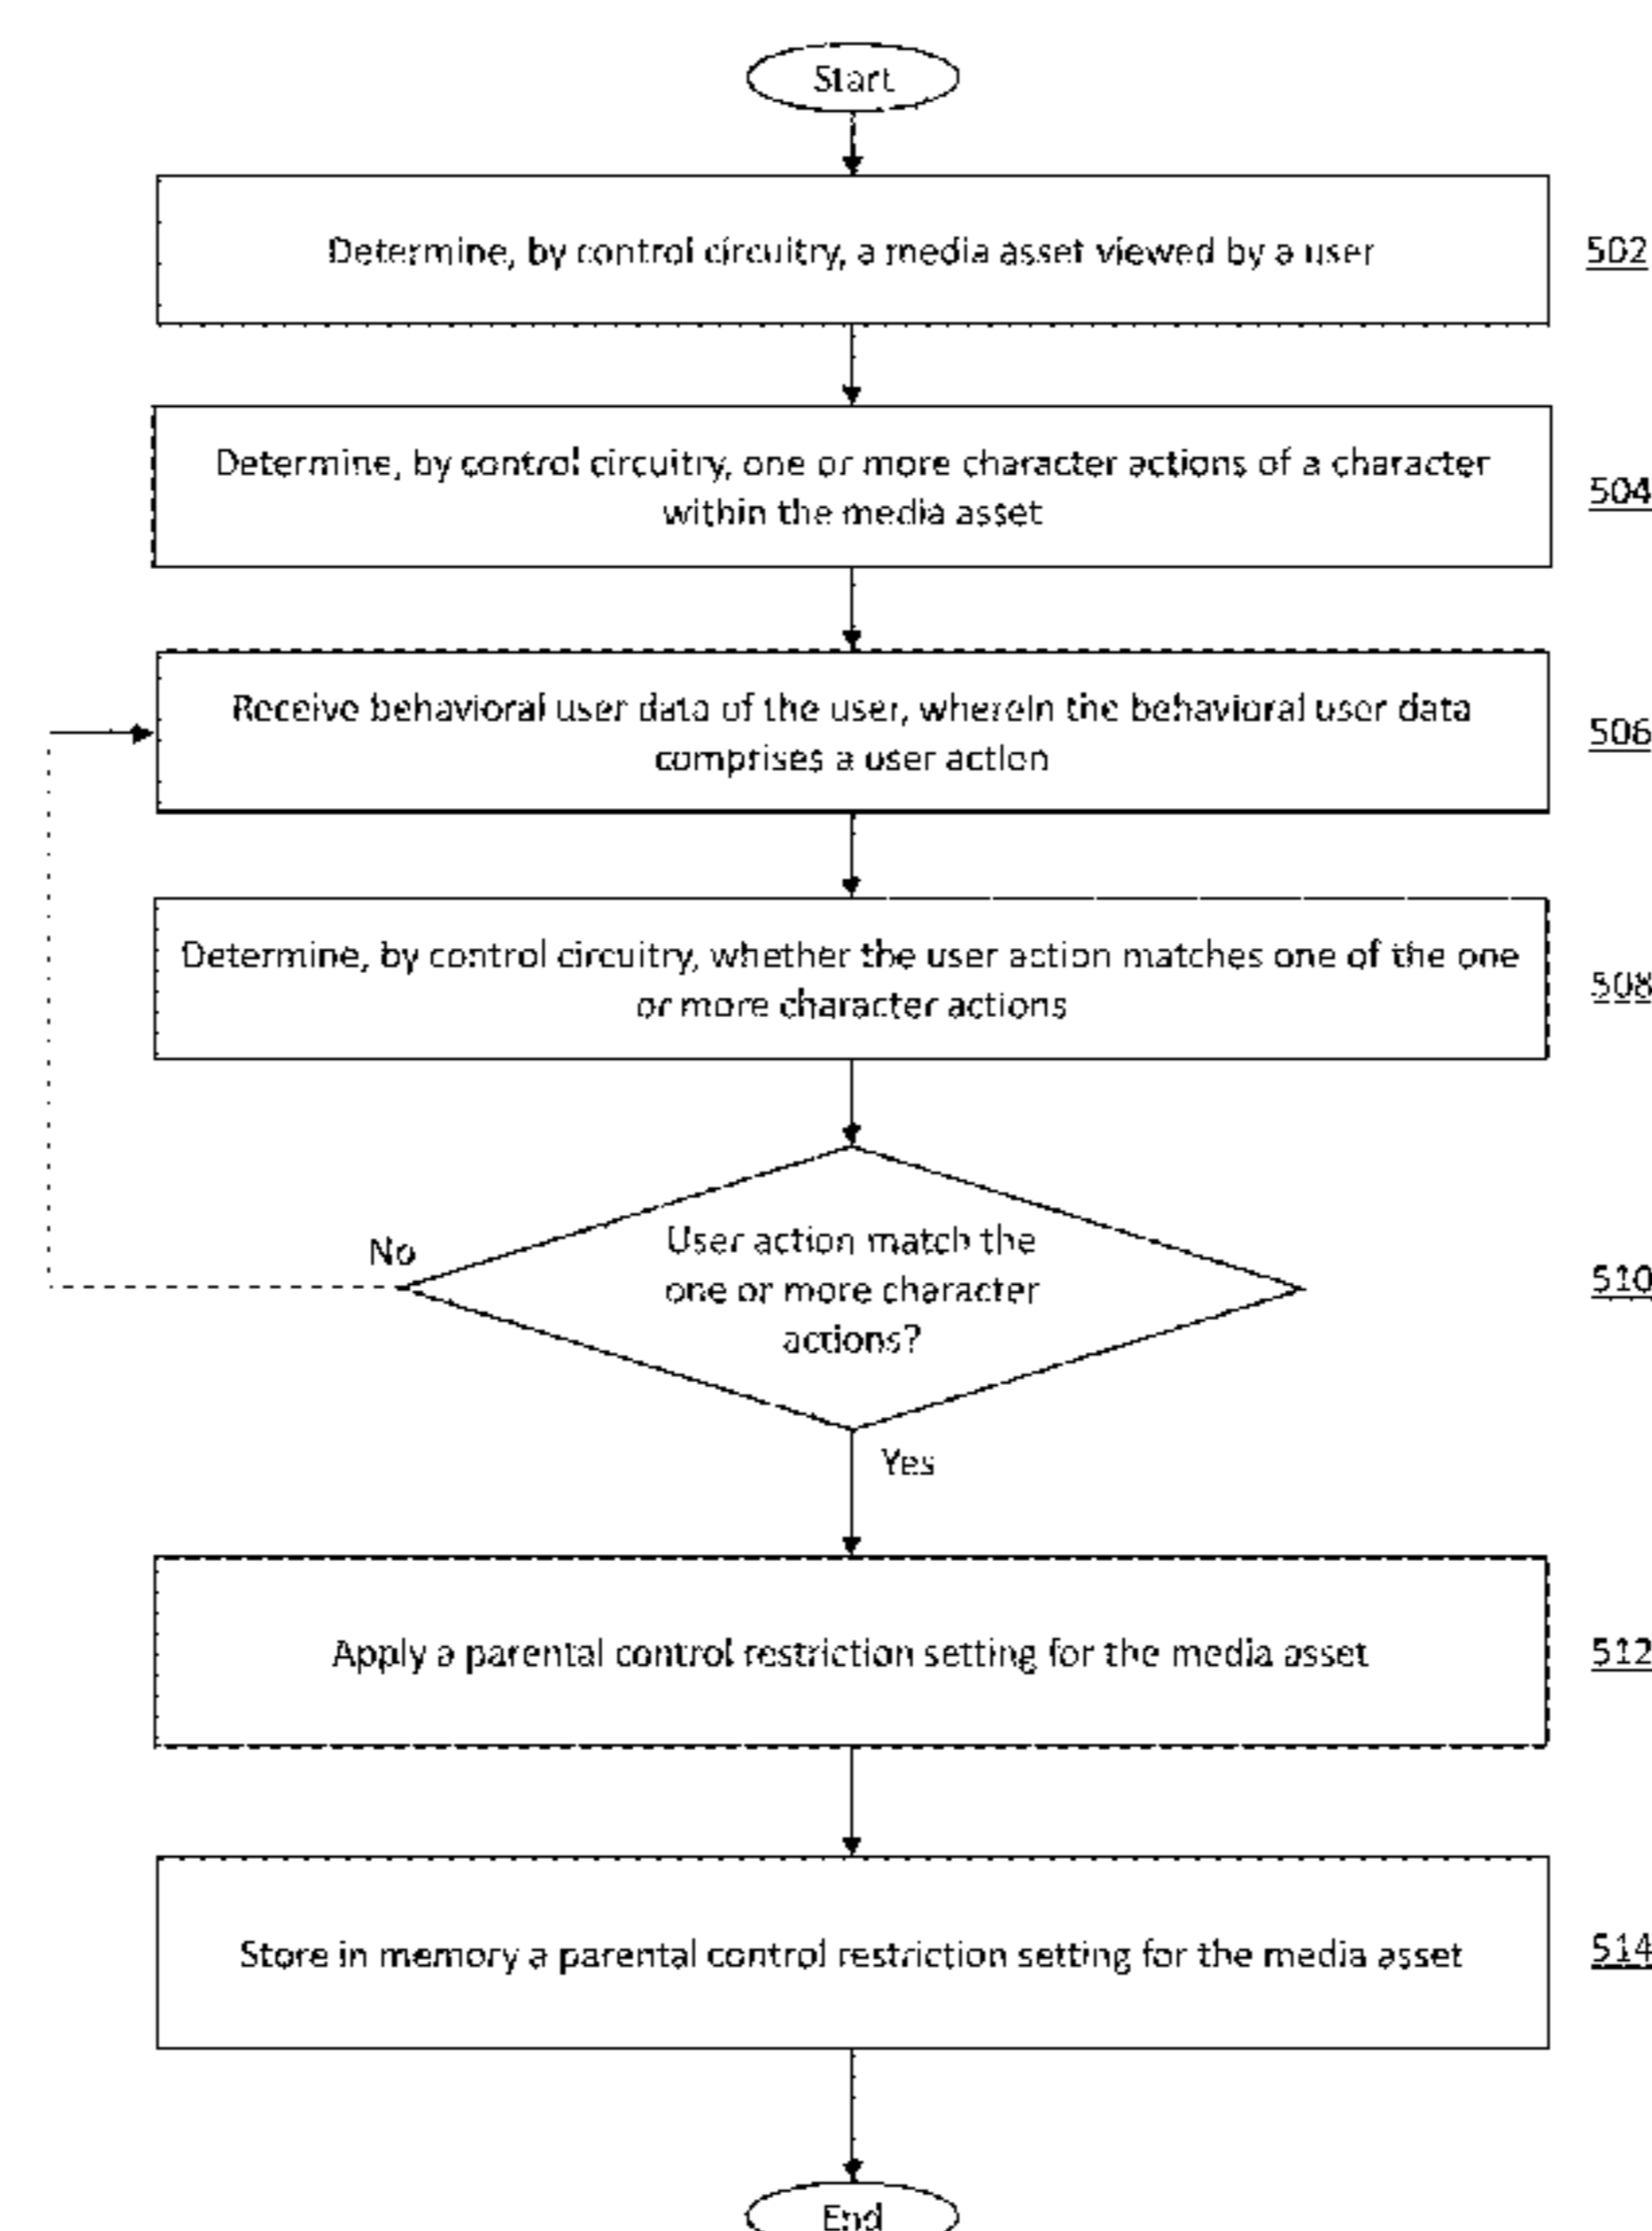 Start
Determine, by control circuitry, a media asset viewed by a user
502
Determine, by control circuitry, one or more character actions of a character
within the media asset
504
Receive behavioral user data of the user, wherein the behavioral user data
comprises a user action
506
Determine, by control circuitry, whether the user action matches one of the one
or more character actions
508
No
User action match the
one or more character
actions?
510
Yes
Apply a parental control restriction setting for the media asset
512
Store in memory a parental control restriction setting for the media asset
514
End